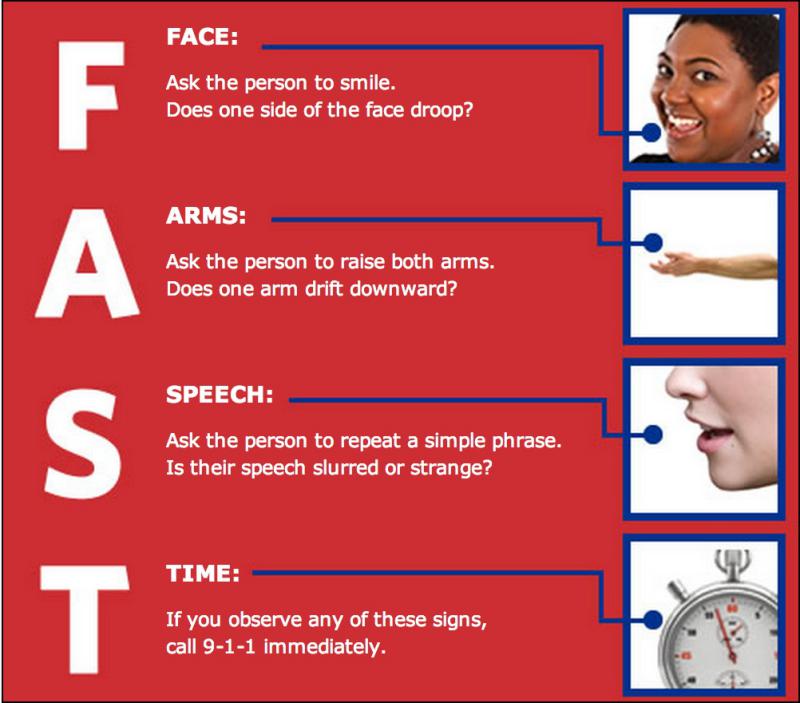 F
FACE:
Ask the person to smile.
Does one side of the face droop?
A
ARMS:
Ask the person to raise both arms.
Does one arm drift downward?
S
SPEECH:
Ask the person to repeat a simple phrase.
Is their speech slurred or strange?
T
TIME:
If you observe any of these signs,
call 9-1-1 immediately.
60